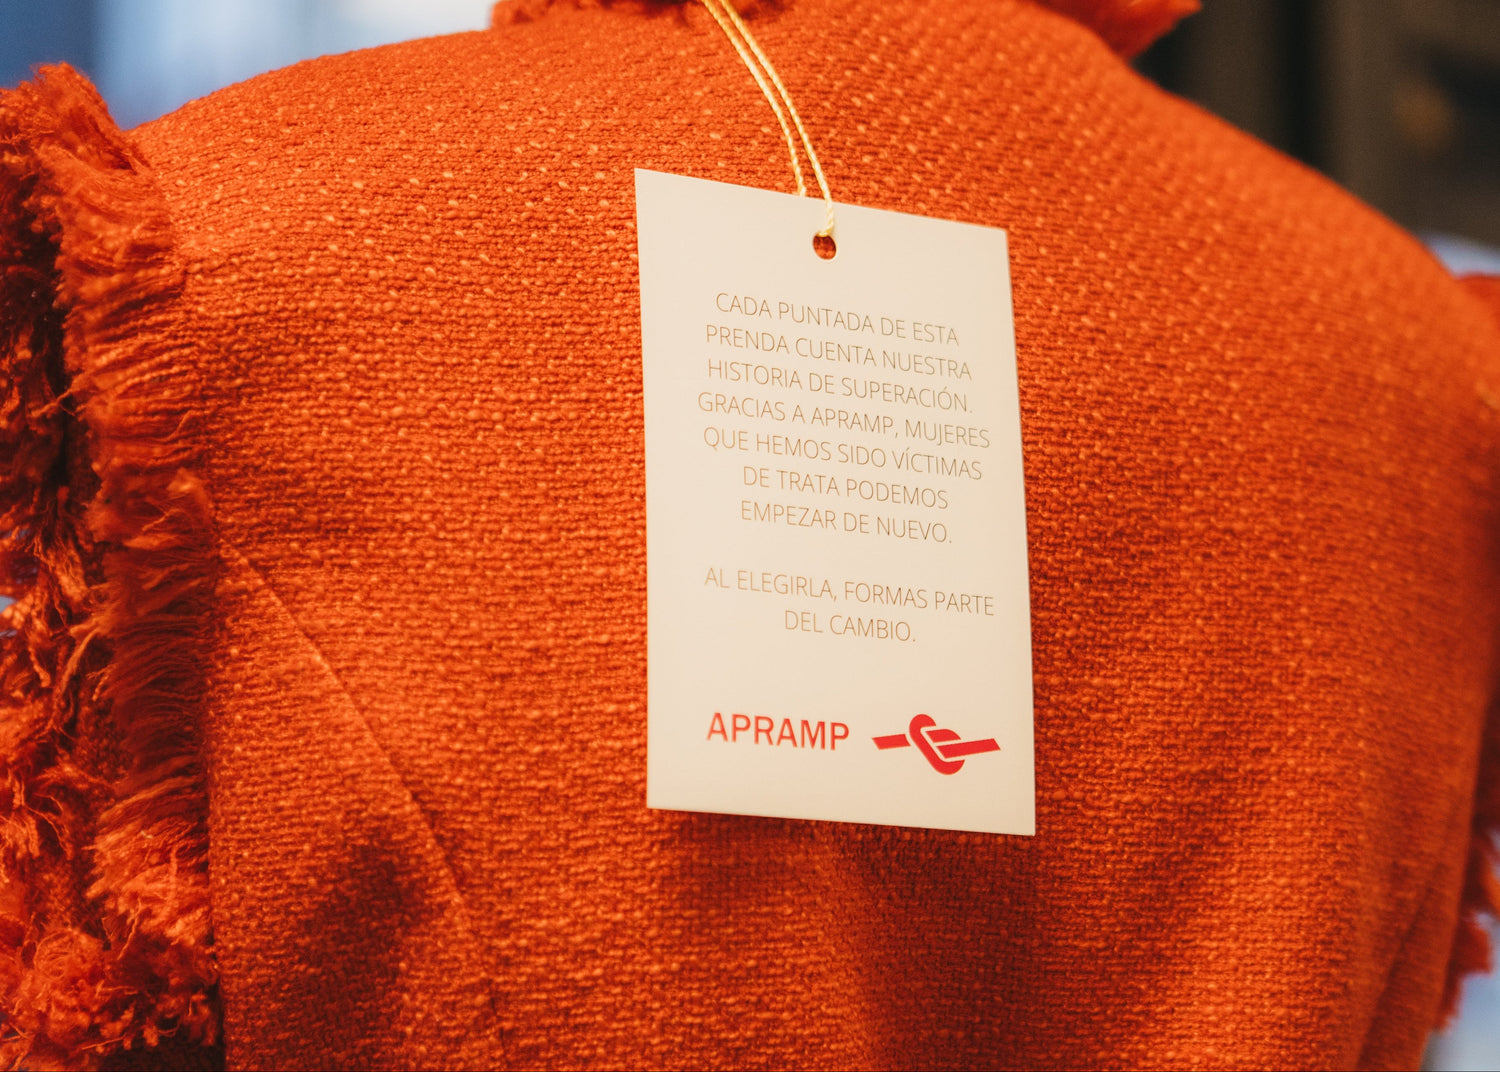 CADA PUNTADA DE ESTA
PRENDA CUENTA NUESTRA
HISTORIA DE SUPERACIÓN.
GRACIAS A APRAMP, MUJERES
QUE HEMOS SIDO VÍCTIMAS
DE TRATA PODEMOS
EMPEZAR DE NUEVO.
AL ELEGIRLA, FORMAS PARTE
DEL CAMBIO.
APRAMP